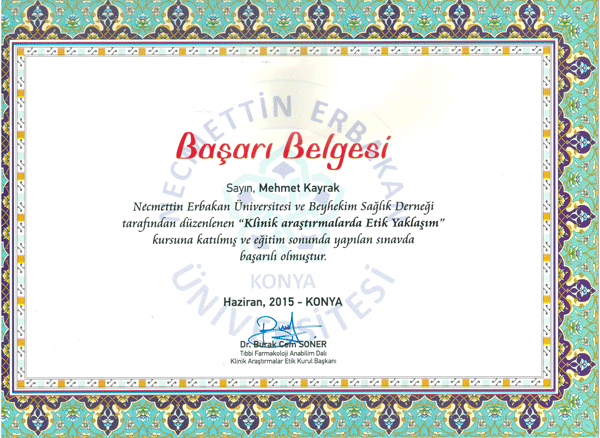 NECMETTİN ERBAKAN
Başarı Belgesi
Sayın, Mehmet Kayrak
Necmettin Erbakan Üniversitesi ve Beyhekim Sağlık Derneği
tarafından düzenlenen “Klinik araştırmalarda Etik Yaklaşım”
kursuna katılmış ve eğitim sonunda yapılan sınavda
başarılı olmuştur.
KONYA
ÜNİVERSİTESİ
Haziran, 2015 - KONYA
Dr. Burak Cem SONER
Tıbbi Farmakoloji Anabilim Dalı
Klinik Araştırmalar Etik Kurul Başkanı